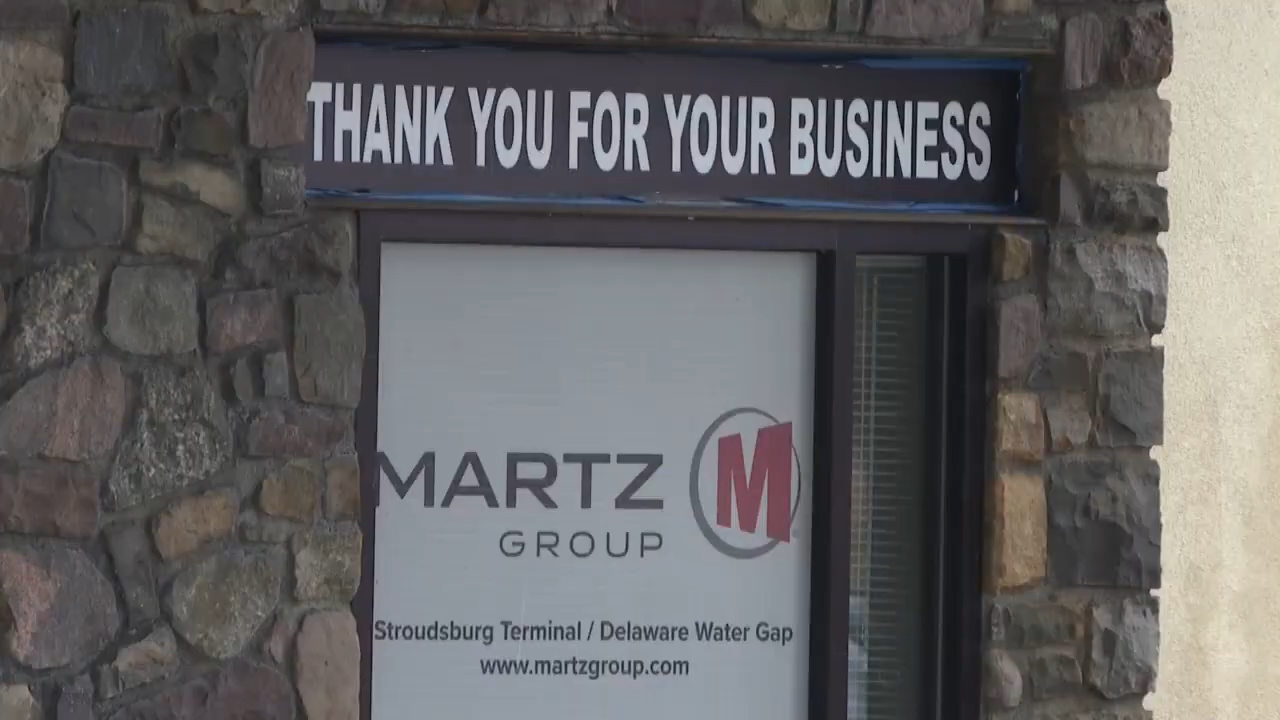 THANK YOU FOR YOUR BUSINESS
MARTZ
GROUP
M
Stroudsburg Terminal / Delaware Water Gap
www.martzgroup.com